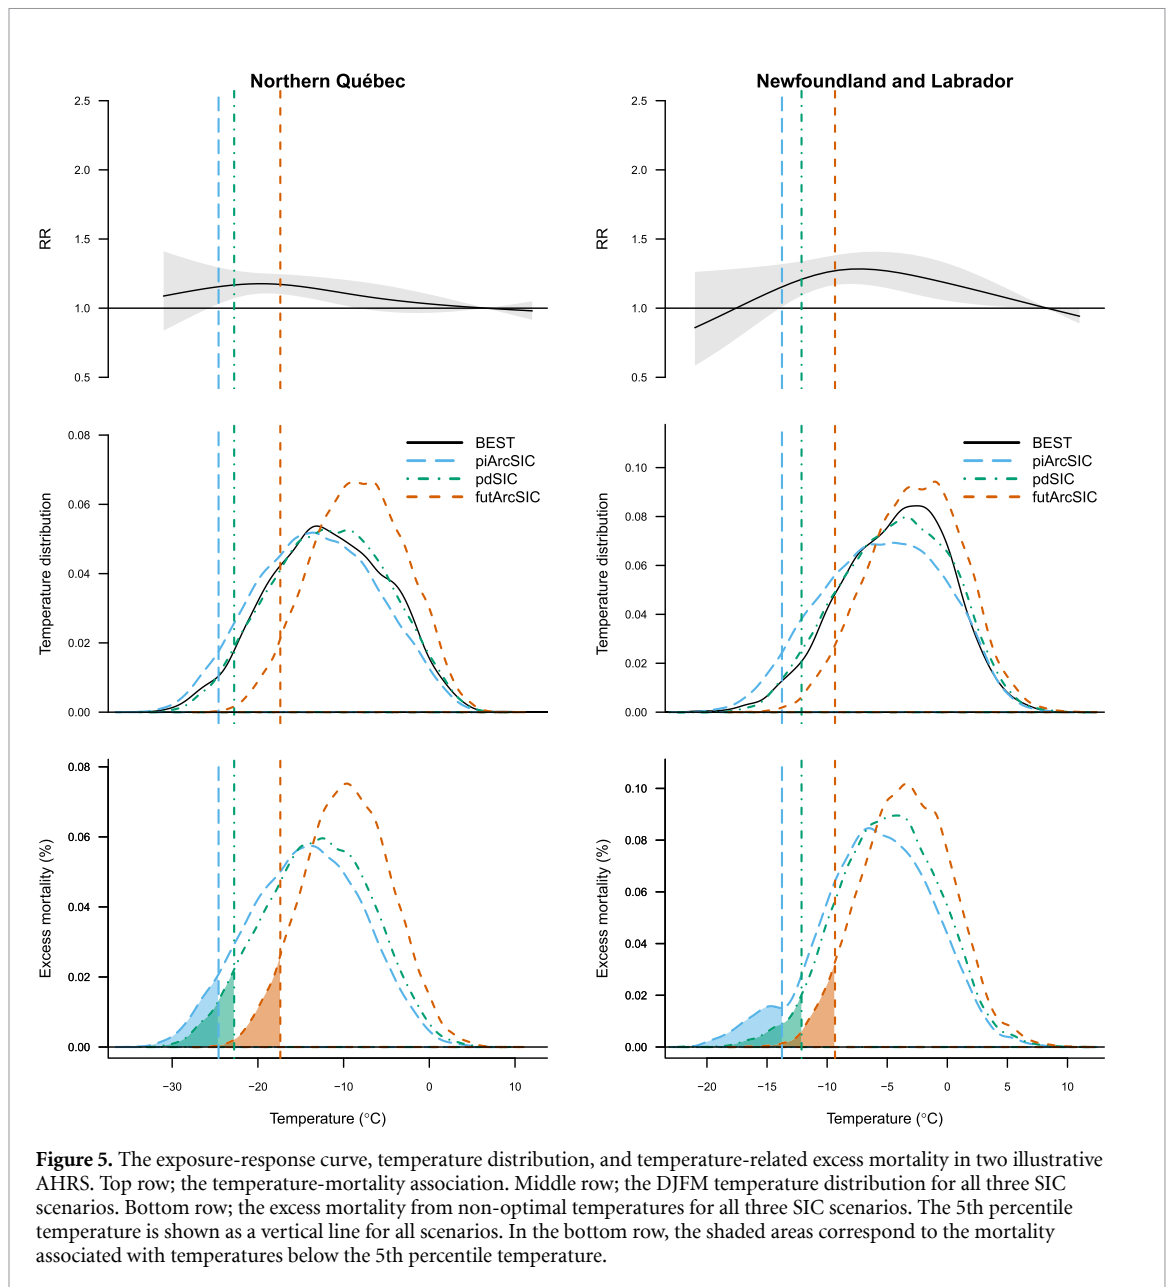 Northern Québec
Newfoundland and Labrador
2.5
2.0
1.5
1.0
0.5
RR
2.5
2.0
1.5
1.0
0.5
RR
0.08
0.06
0.04
0.02
0.00
Temperature distribution
BEST
piArcSIC
pdSIC
futArcSIC
0.10
0.08
0.06
0.04
0.02
0.00
Temperature distribution
BEST
piArcSIC
pdSIC
futArcSIC
0.08
0.06
0.04
0.02
0.00
Excess mortality (%)
−30 −20 −10 0 10
Temperature (°C)
0.10
0.08
0.06
0.04
0.02
0.00
Excess mortality (%)
−20 −15 −10 −5 0 5 10
Temperature (°C)
Figure 5. The exposure-response curve, temperature distribution, and temperature-related excess mortality in two illustrative
AHRS. Top row; the temperature-mortality association. Middle row; the DJFM temperature distribution for all three SIC
scenarios. Bottom row; the excess mortality from non-optimal temperatures for all three SIC scenarios. The 5th percentile
temperature is shown as a vertical line for all scenarios. In the bottom row, the shaded areas correspond to the mortality
associated with temperatures below the 5th percentile temperature.